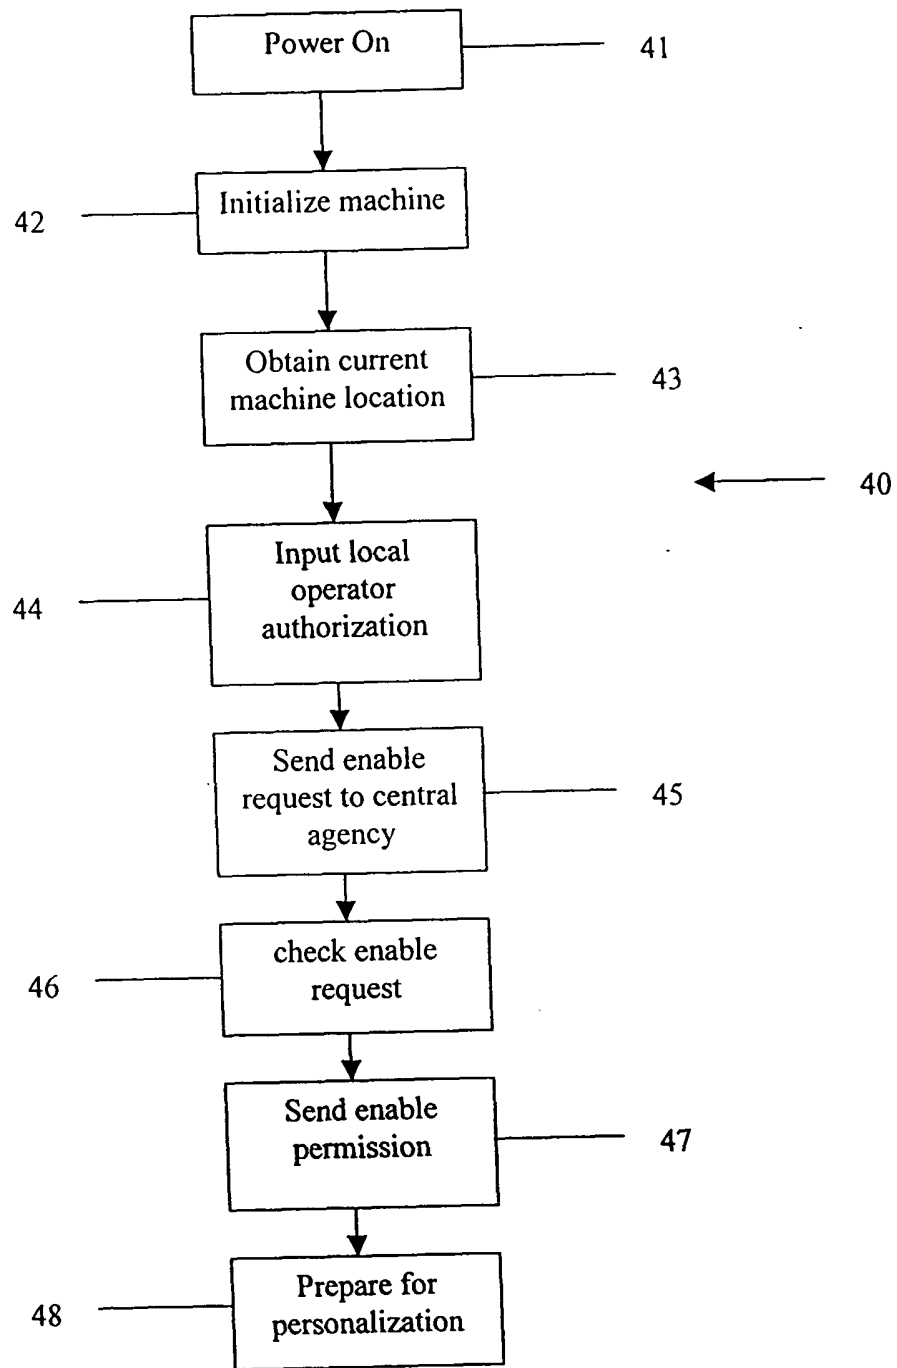 Power On
41
Initialize machine
42
Obtain current
machine location
43
40
Input local
operator
authorization
44
Send enable
request to central
agency
45
check enable
request
46
Send enable
permission
47
Prepare for
personalization
48